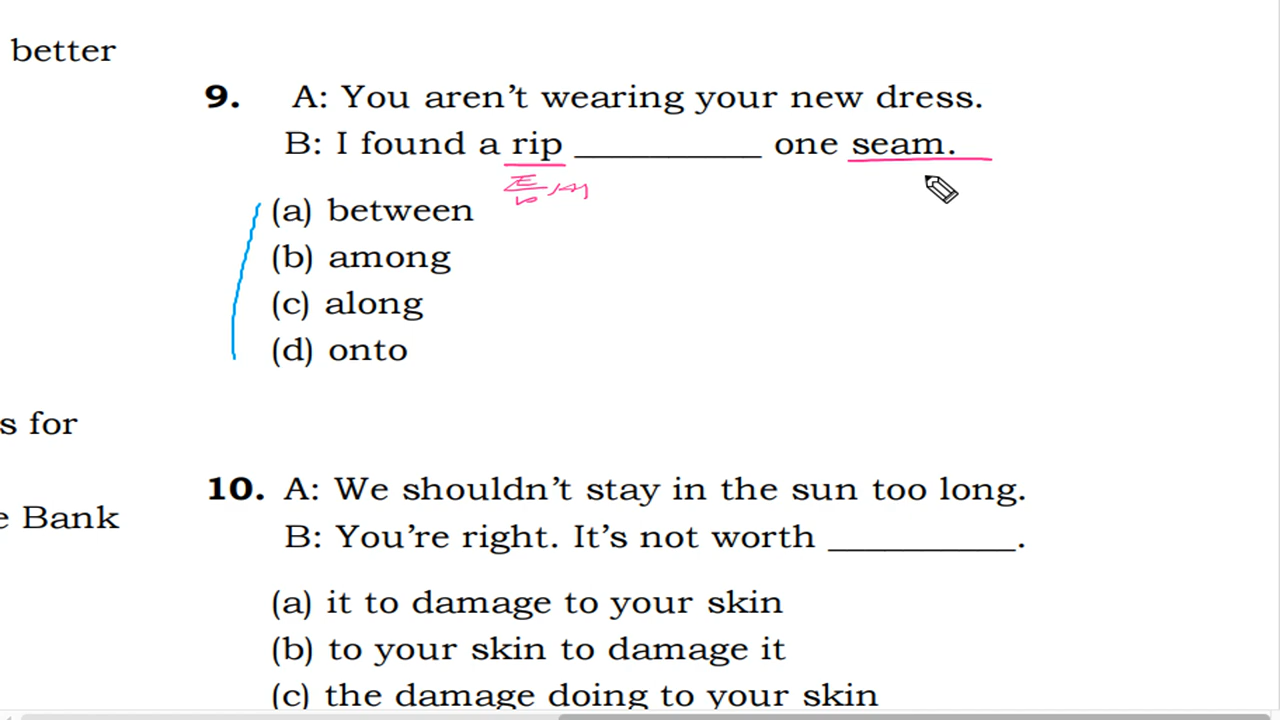 better
9. A: You aren't wearing your new dress.
B: I found a rip __________ one seam.
(a) between
(b) among
(c) along
(d) onto
s for
10. A: We shouldn't stay in the sun too long.
e Bank
B: You're right. It's not worth __________.
(a) it to damage to your skin
(b) to your skin to damage it
(c) the damage doing to your skin